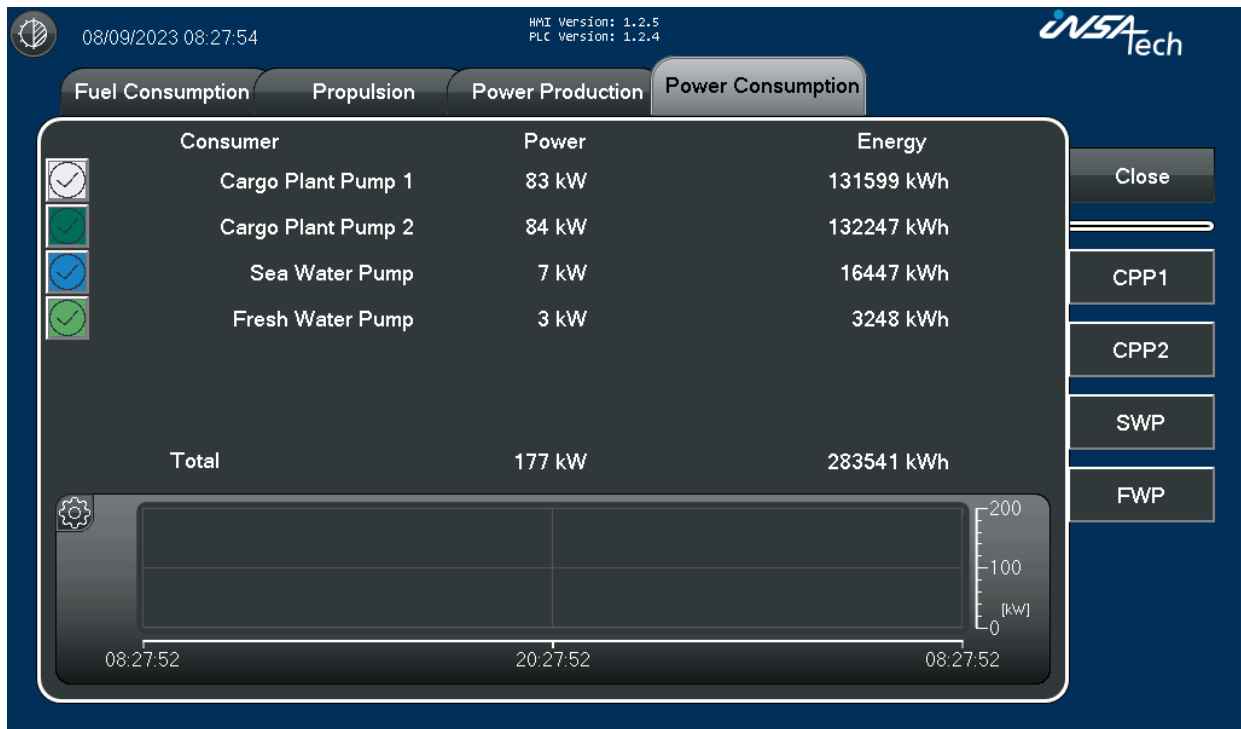 08/09/2023 08:27:54
HMI Version: 1.2.5
PLC Version: 1.2.4
iNSATech
Fuel Consumption Propulsion Power Production Power Consumption
Consumer Power Energy
Cargo Plant Pump 1 83 kW 131599 kWh
Cargo Plant Pump 2 84 kW 132247 kWh
Sea Water Pump 7 kW 16447 kWh
Fresh Water Pump 3 kW 3248 kWh
Total 177 kW 283541 kWh
200
100
[kW]
0
08:27:52 20:27:52 08:27:52
Close
CPP1
CPP2
SWP
FWP